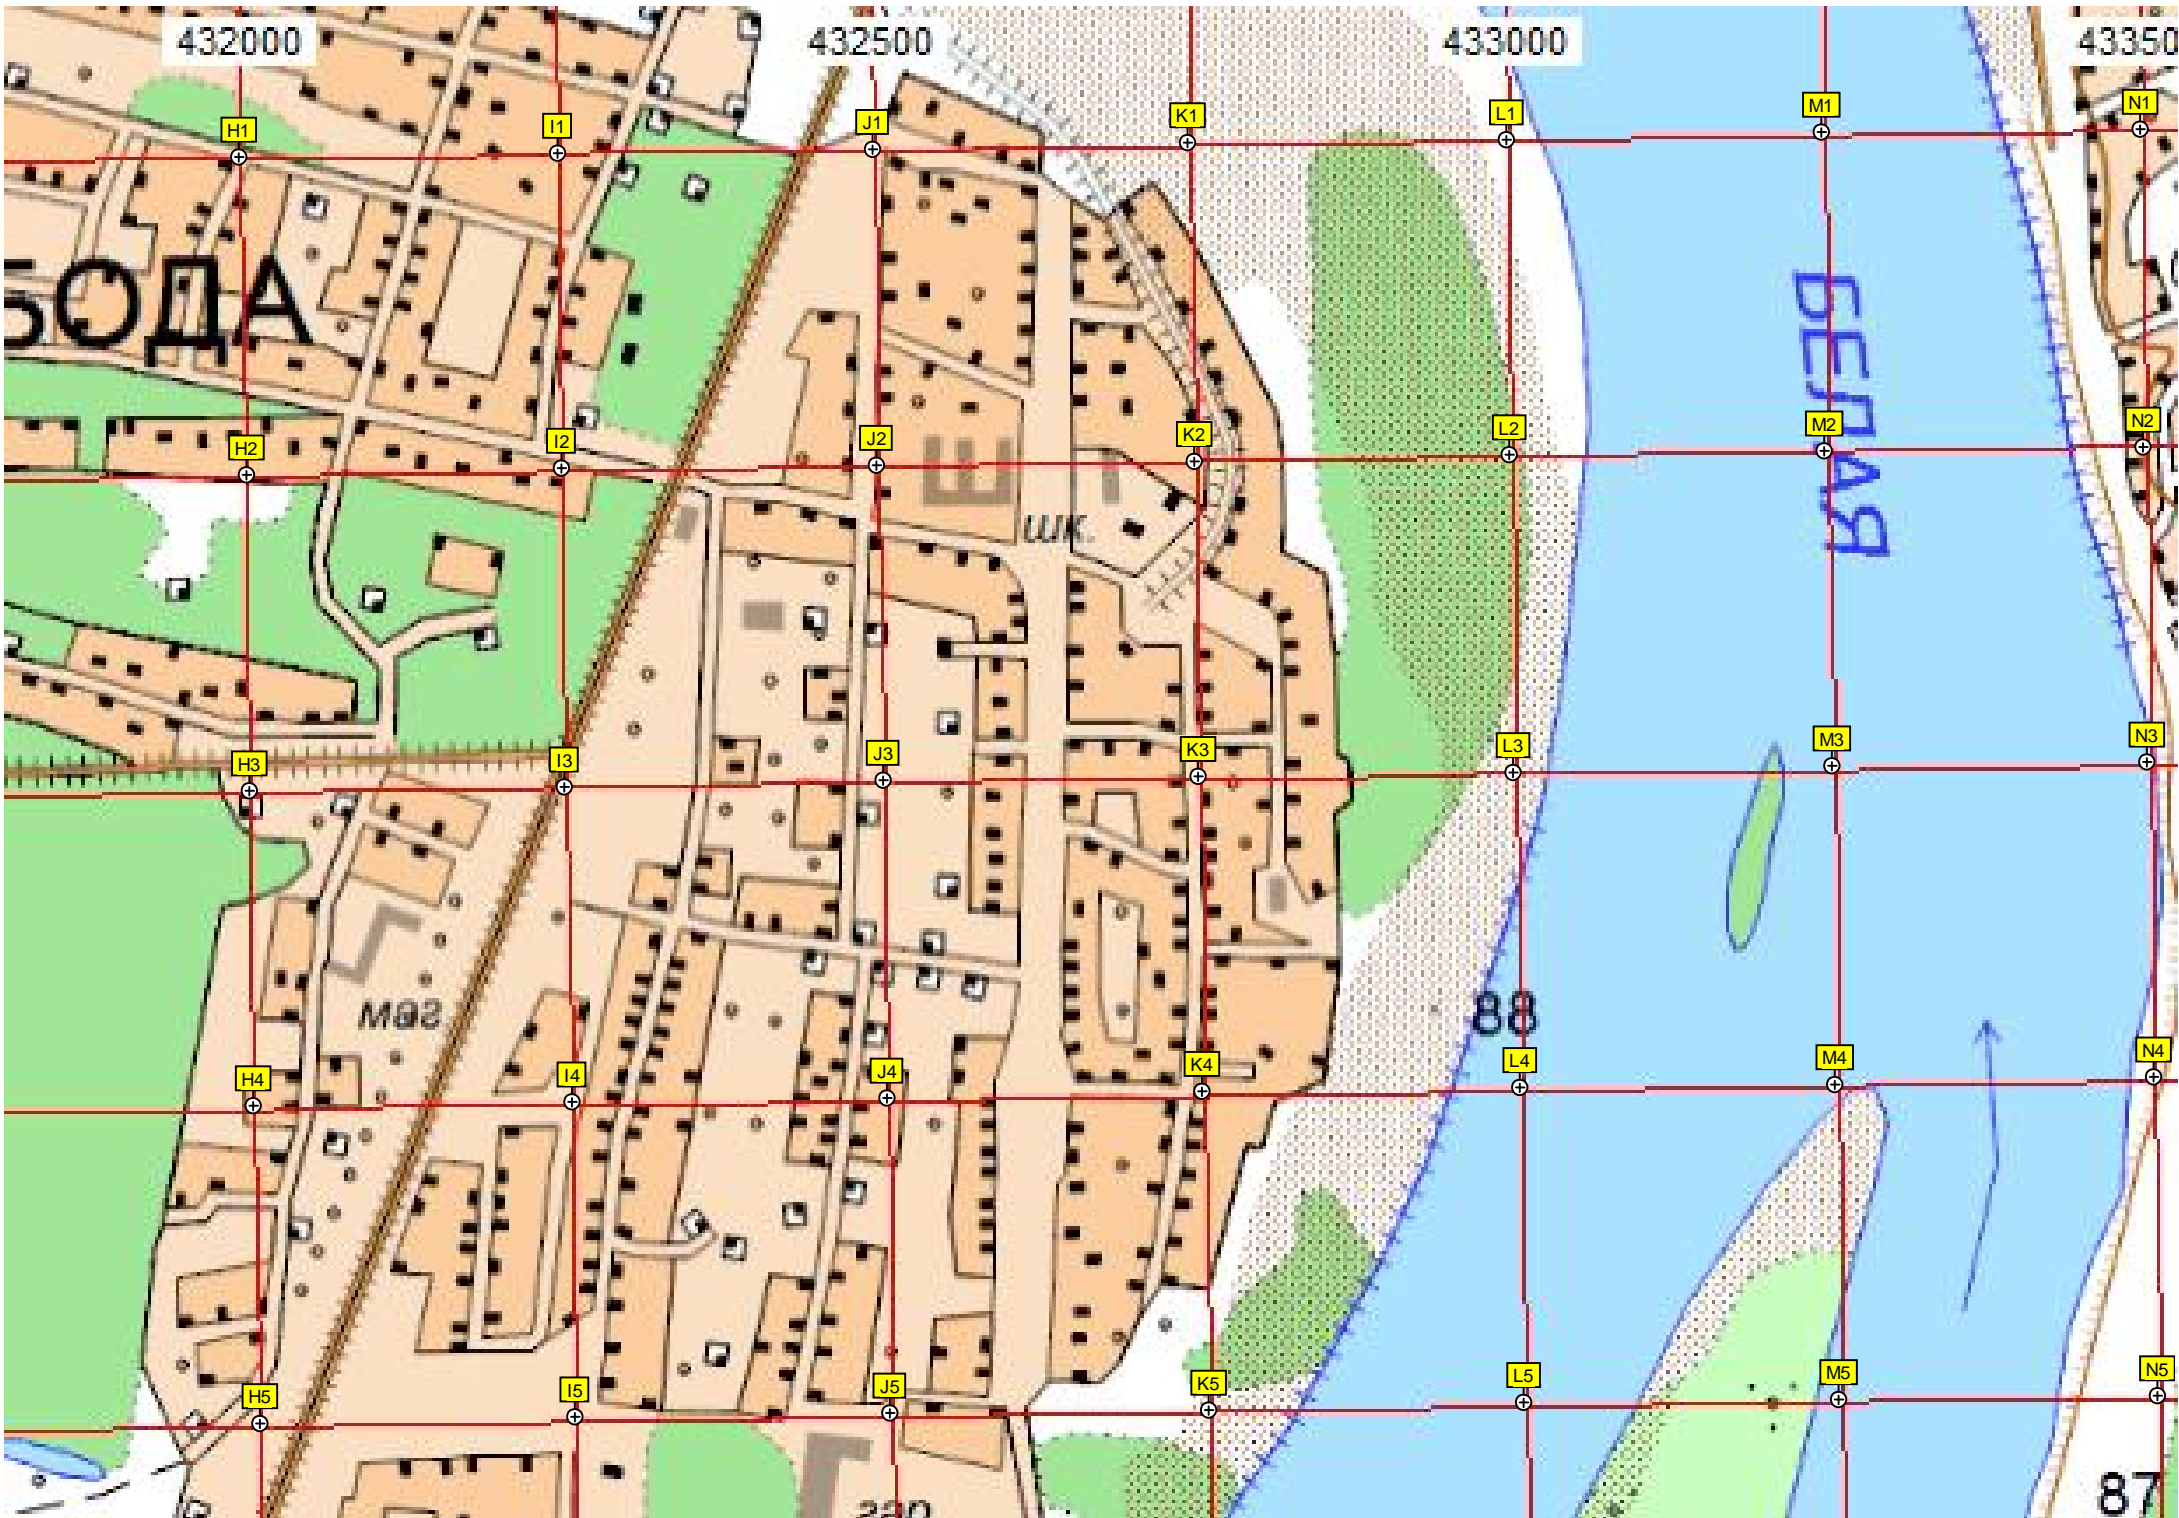 432000 432500 433000 43350
H1 I1 J1 K1 L1 M1 N1
БОДА
БЕЛАЯ
H2 I2 J2 K2 L2 M2 N2
шк.
H3 I3 J3 K3 L3 M3 N3
маг
88
H4 I4 J4 K4 L4 M4 N4
H5 I5 J5 K5 L5 M5 N5
87
гар